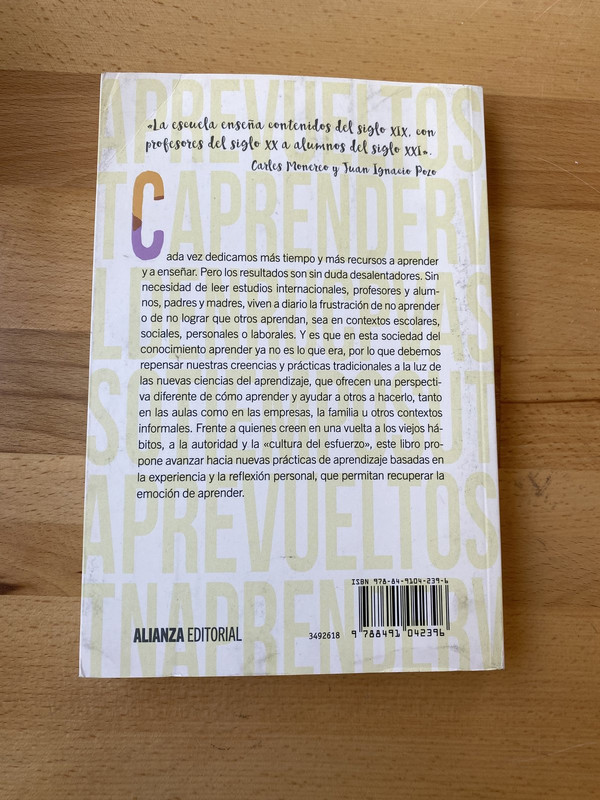 «La escuela enseña contenidos del siglo XIX, con
profesores del siglo XX a alumnos del siglo XXI».
Carles Monereo y Juan Ignacio Pozo
Cada vez dedicamos más tiempo y más recursos a aprender
y a enseñar. Pero los resultados son sin duda desalentadores. Sin
necesidad de leer estudios internacionales, profesores y alum-
nos, padres y madres, viven a diario la frustración de no aprender
o de no lograr que otros aprendan, sea en contextos escolares,
sociales, personales o laborales. Y es que en esta sociedad del
conocimiento aprender ya no es lo que era, por lo que debemos
repensar nuestras creencias y prácticas tradicionales a la luz de
las nuevas ciencias del aprendizaje, que ofrecen una perspecti-
va diferente de cómo aprender y ayudar a otros a hacerlo, tanto
en las aulas como en las empresas, la familia u otros contextos
informales. Frente a quienes creen en una vuelta a los viejos há-
bitos, a la autoridad y la «cultura del esfuerzo», este libro pro-
pone avanzar hacia nuevas prácticas de aprendizaje basadas en
la experiencia y la reflexión personal, que permitan recuperar la
emoción de aprender.
ISBN 978-84-9104-239-6
ALIANZA EDITORIAL
3492618
9 788491 042396
APREVUELTOS
APRENDERV
APREVUELTOS
TNAPRENDERV